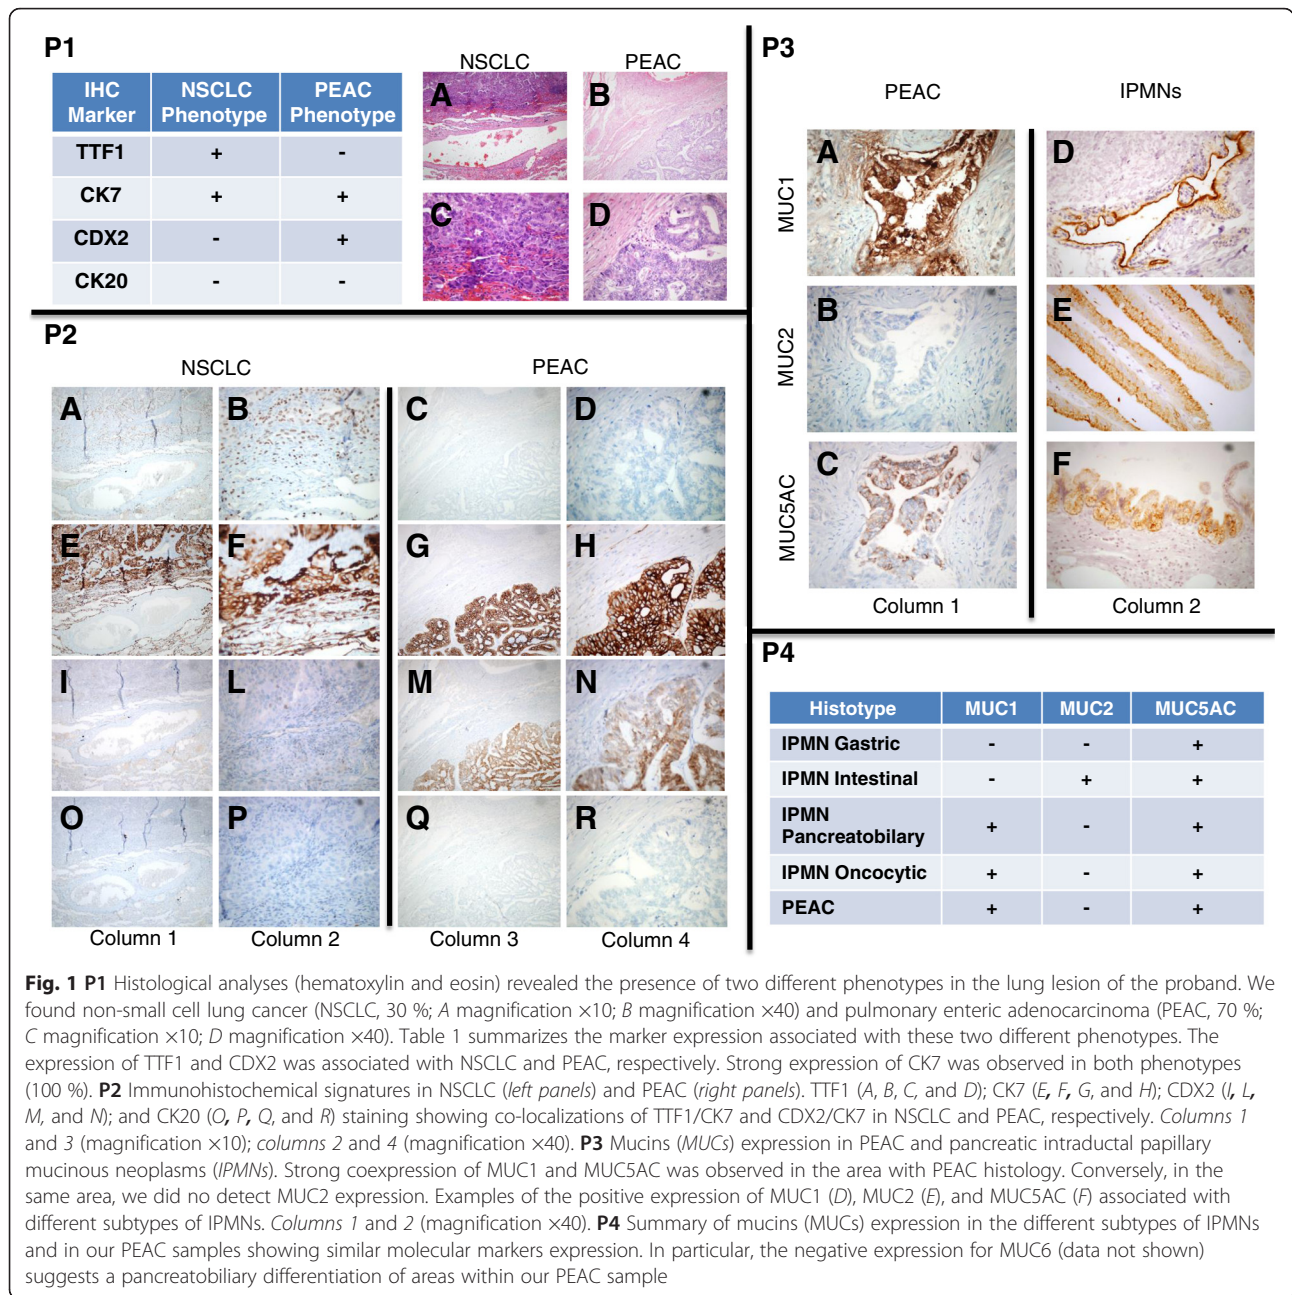 P1
IHC Marker NSCLC Phenotype PEAC Phenotype
TTF1 + -
CK7 + +
CDX2 - +
CK20 - -
NSCLC PEAC
A B
C D
P2
NSCLC PEAC
A B C D
E F G H
I L M N
O P Q R
Column 1 Column 2 Column 3 Column 4
P3
PEAC IPMNs
MUC1 A D
MUC2 B E
MUC5AC C F
Column 1 Column 2
P4
Histotype MUC1 MUC2 MUC5AC
IPMN Gastric - - +
IPMN Intestinal - + +
IPMN Pancreatobilary + - +
IPMN Oncocytic + - +
PEAC + - +
Fig. 1 P1 Histological analyses (hematoxylin and eosin) revealed the presence of two different phenotypes in the lung lesion of the proband. We
found non-small cell lung cancer (NSCLC, 30 %; A magnification ×10; B magnification ×40) and pulmonary enteric adenocarcinoma (PEAC, 70 %;
C magnification ×10; D magnification ×40). Table 1 summarizes the marker expression associated with these two different phenotypes. The
expression of TTF1 and CDX2 was associated with NSCLC and PEAC, respectively. Strong expression of CK7 was observed in both phenotypes
(100 %). P2 Immunohistochemical signatures in NSCLC (left panels) and PEAC (right panels). TTF1 (A, B, C, and D); CK7 (E, F, G, and H); CDX2 (I, L,
M, and N); and CK20 (O, P, Q, and R) staining showing co-localizations of TTF1/CK7 and CDX2/CK7 in NSCLC and PEAC, respectively. Columns 1
and 3 (magnification ×10); columns 2 and 4 (magnification ×40). P3 Mucins (MUCs) expression in PEAC and pancreatic intraductal papillary
mucinous neoplasms (IPMNs). Strong coexpression of MUC1 and MUC5AC was observed in the area with PEAC histology. Conversely, in the
same area, we did no detect MUC2 expression. Examples of the positive expression of MUC1 (D), MUC2 (E), and MUC5AC (F) associated with
different subtypes of IPMNs. Columns 1 and 2 (magnification ×40). P4 Summary of mucins (MUCs) expression in the different subtypes of IPMNs
and in our PEAC samples showing similar molecular markers expression. In particular, the negative expression for MUC6 (data not shown)
suggests a pancreatobiliary differentiation of areas within our PEAC sample